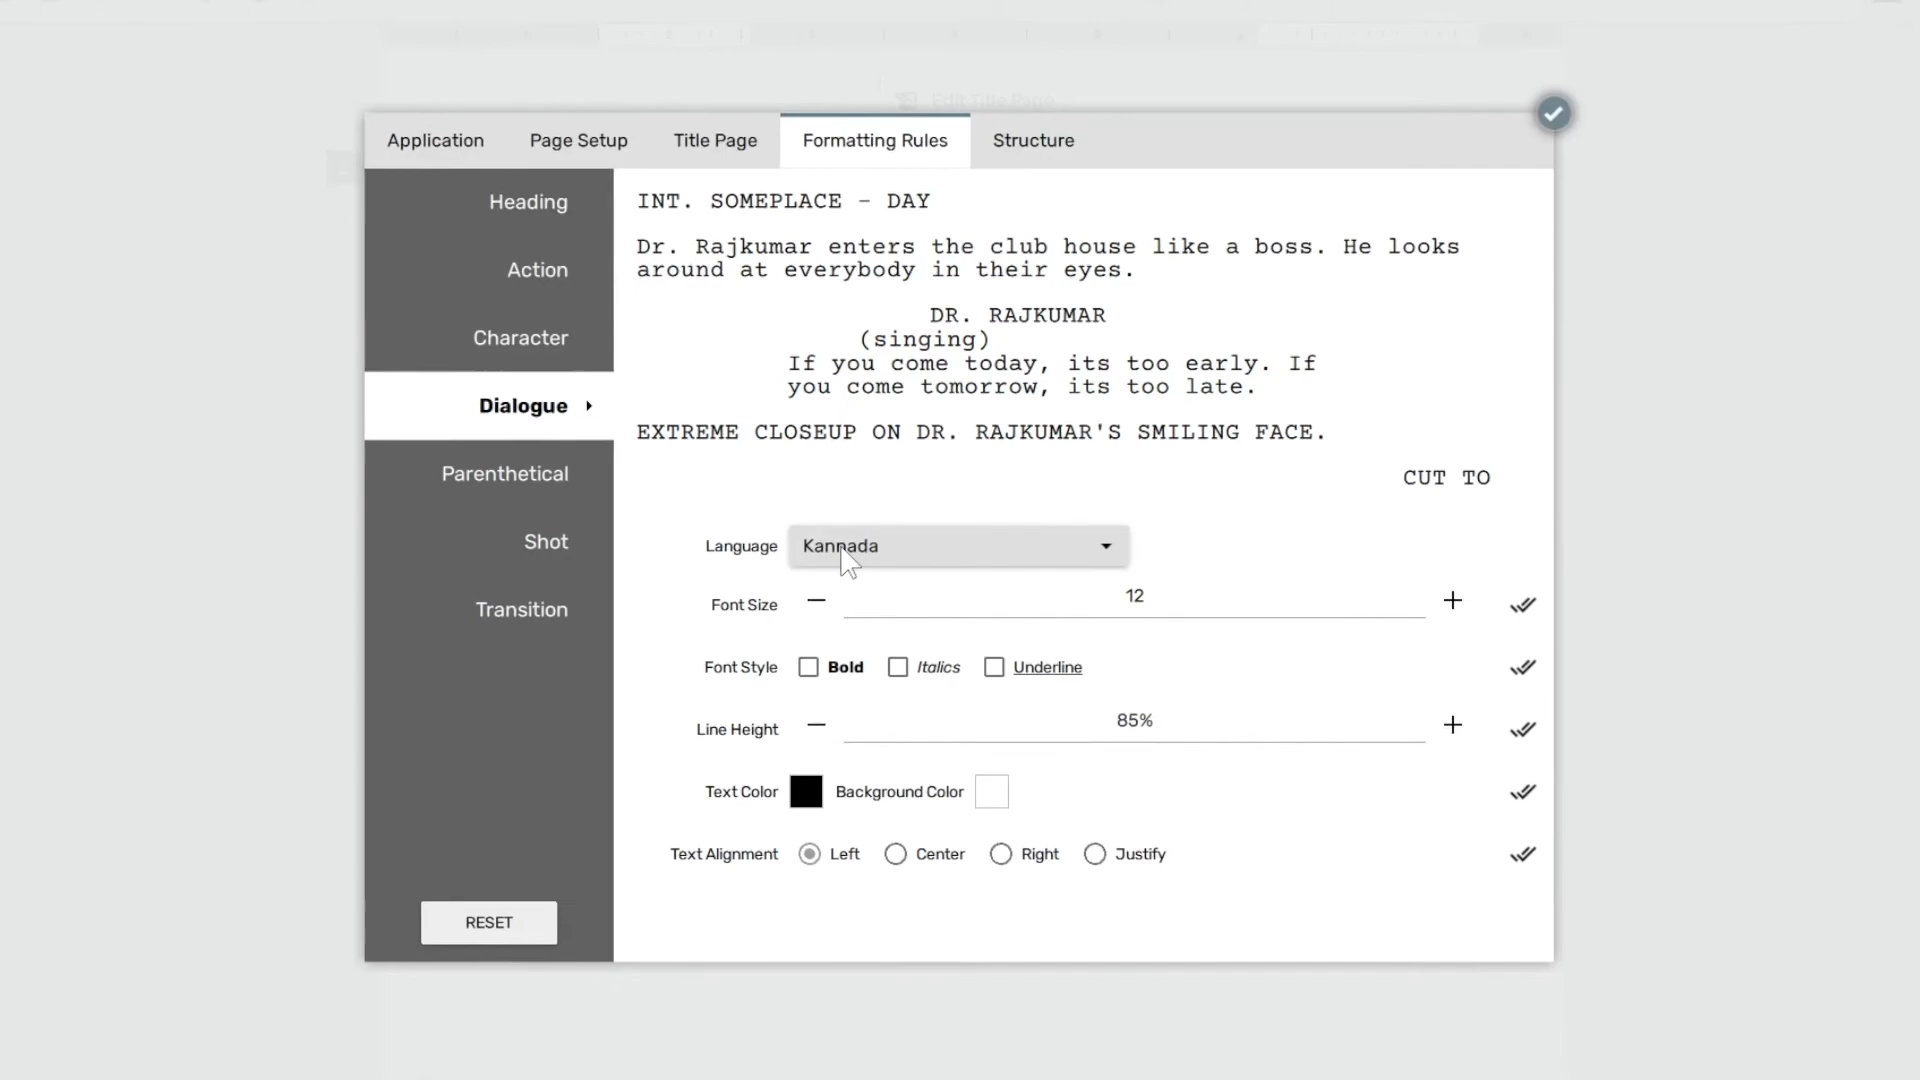 Edit Title Page
Application
Page Setup
Title Page
Formatting Rules
Structure
Heading
Action
Character
Dialogue
Parenthetical
Shot
Transition
RESET
INT. SOMEPLACE - DAY
Dr. Rajkumar enters the club house like a boss. He looks
around at everybody in their eyes.
DR. RAJKUMAR
(singing)
If you come today, its too early. If
you come tomorrow, its too late.
EXTREME CLOSEUP ON DR. RAJKUMAR'S SMILING FACE.
CUT TO
Language Kannada
Font Size 12
Font Style Bold Italics Underline
Line Height 85%
Text Color Background Color
Text Alignment Left Center Right Justify